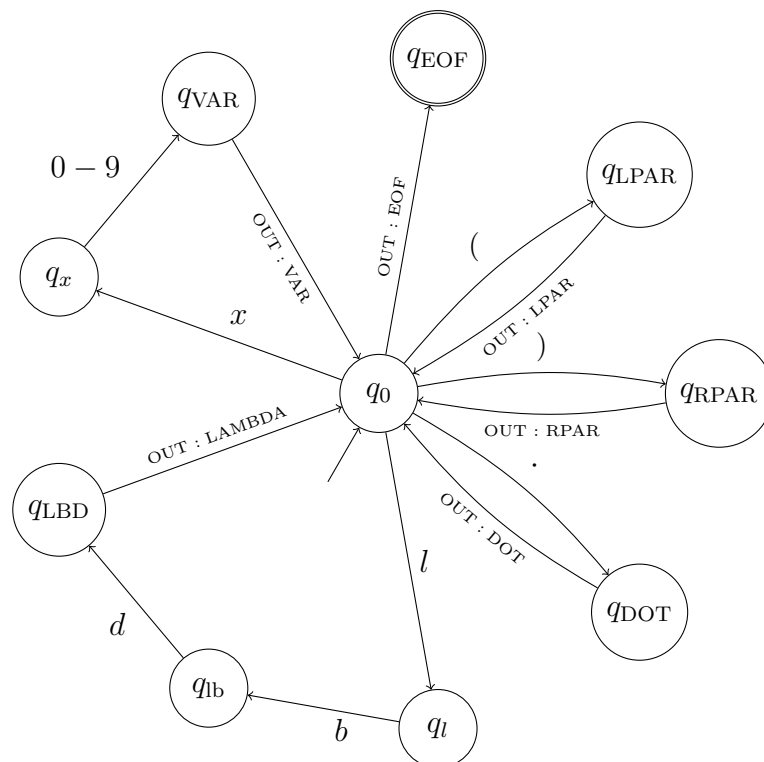 q_EOF
q_VAR
q_LPAR
0 − 9
OUT : VAR
OUT : EOF
(
q_x
OUT : LPAR
x
)
q_0
q_RPAR
OUT : LAMBDA
OUT : RPAR
.
q_LBD
OUT : DOT
l
q_DOT
d
q_lb
b
q_l